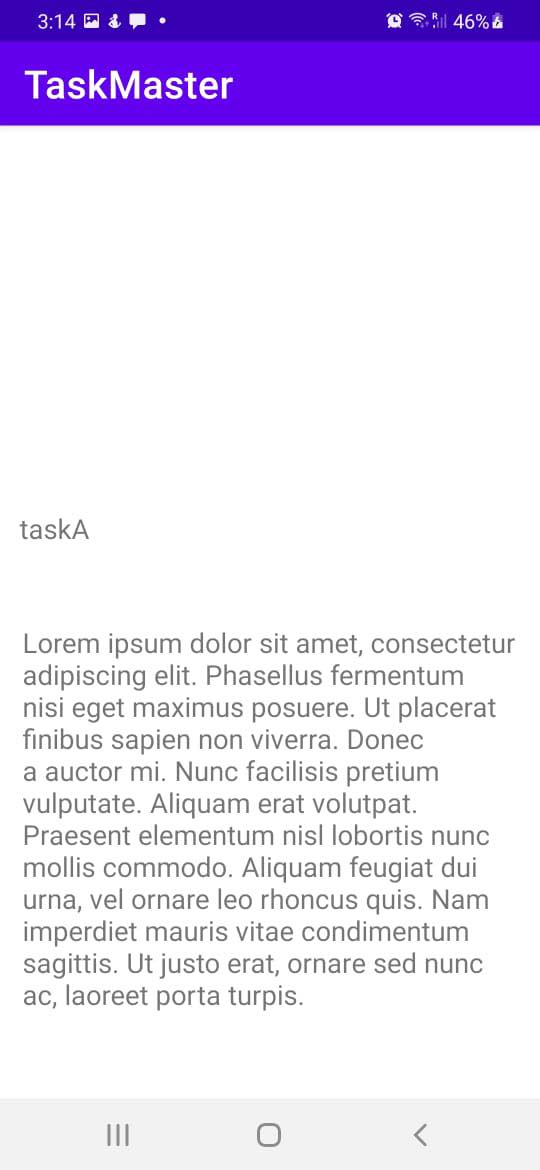 3:14
46%
TaskMaster
taskA
Lorem ipsum dolor sit amet, consectetur
adipiscing elit. Phasellus fermentum
nisi eget maximus posuere. Ut placerat
finibus sapien non viverra. Donec
a auctor mi. Nunc facilisis pretium
vulputate. Aliquam erat volutpat.
Praesent elementum nisl lobortis nunc
mollis commodo. Aliquam feugiat dui
urna, vel ornare leo rhoncus quis. Nam
imperdiet mauris vitae condimentum
sagittis. Ut justo erat, ornare sed nunc
ac, laoreet porta turpis.